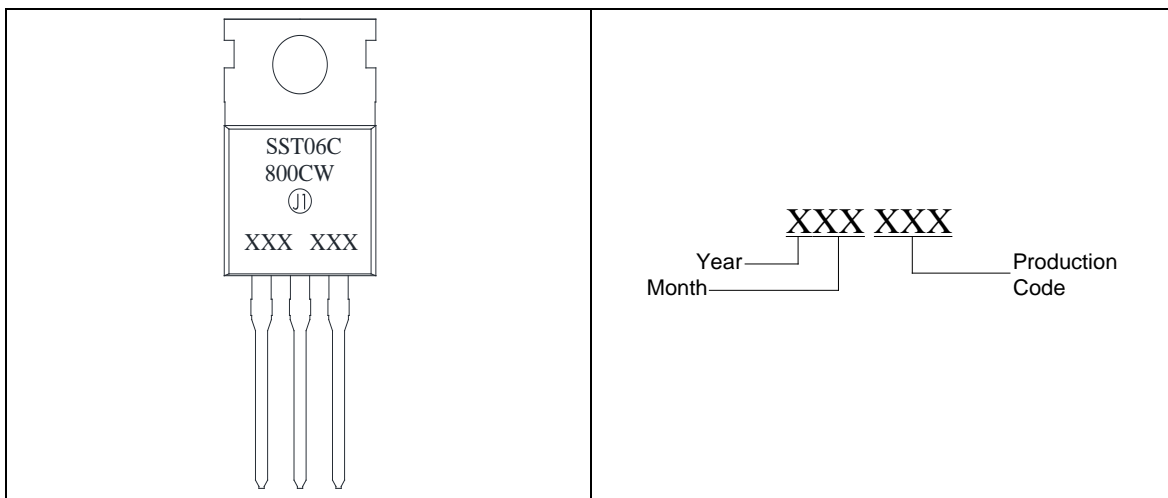 SST06C
800CW
J1
XXX XXX
XXX XXX
Year
Month
Production
Code